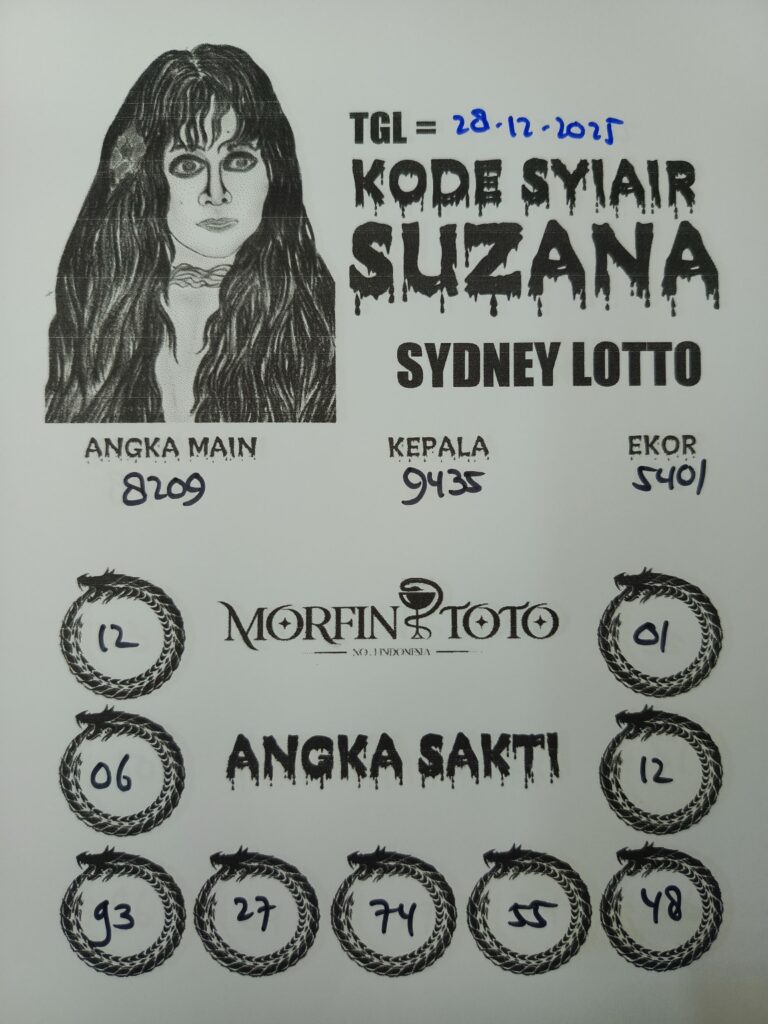 TGL = 28-12-2025
KODE SYIAIR
SUZANA
SYDNEY LOTTO
ANGKA MAIN KEPALA EKOR
8209 9435 5401
MORFIN TOTO
NO.1 INDONESIA
12 01
ANGKA SAKTI
06 12
93 27 74 55 48